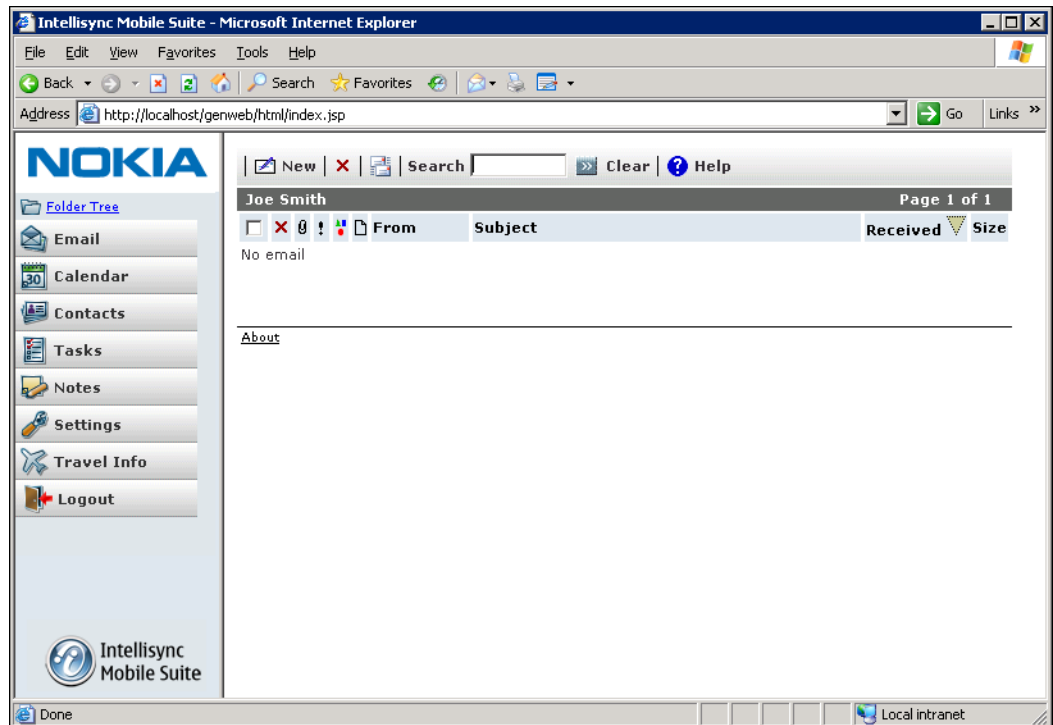 Intellisync Mobile Suite - Microsoft Internet Explorer
File Edit View Favorites Tools Help
Back Search Favorites
Address http://localhost/genweb/html/index.jsp Go Links »
NOKIA
New | | | Search Clear | Help
Folder Tree
Joe Smith Page 1 of 1
From Subject Received Size
Email
No email
Calendar
30
Contacts
About
Tasks
Notes
Settings
Travel Info
Logout
Intellisync
Mobile Suite
Done Local intranet